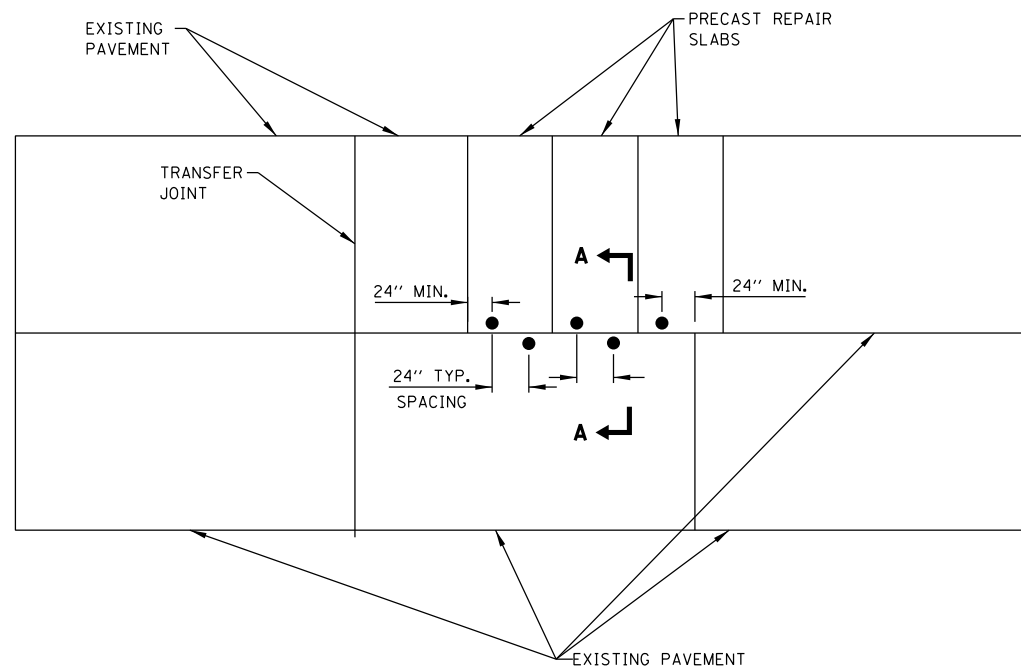 EXISTING
PAVEMENT
PRECAST REPAIR
SLABS
TRANSFER
JOINT
A
24'' MIN.
24'' MIN.
24'' TYP.
SPACING
A
EXISTING PAVEMENT